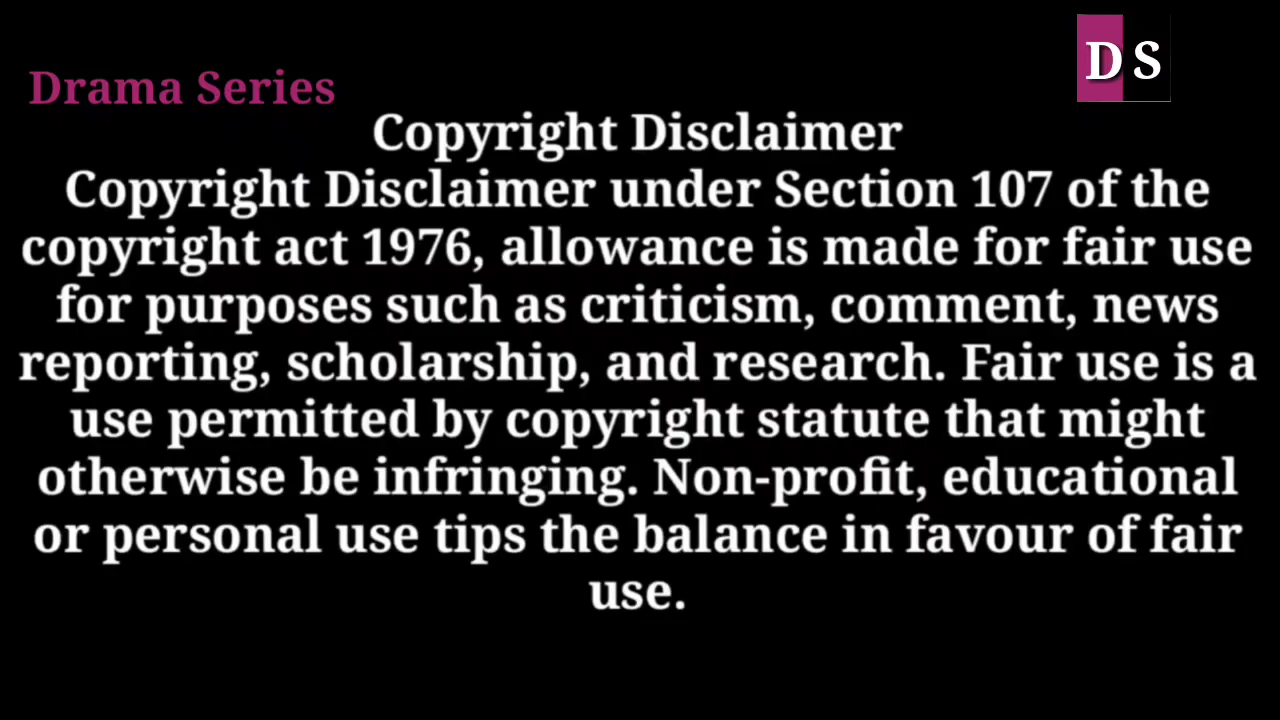 D S
Drama Series
Copyright Disclaimer
Copyright Disclaimer under Section 107 of the
copyright act 1976, allowance is made for fair use
for purposes such as criticism, comment, news
reporting, scholarship, and research. Fair use is a
use permitted by copyright statute that might
otherwise be infringing. Non-profit, educational
or personal use tips the balance in favour of fair
use.